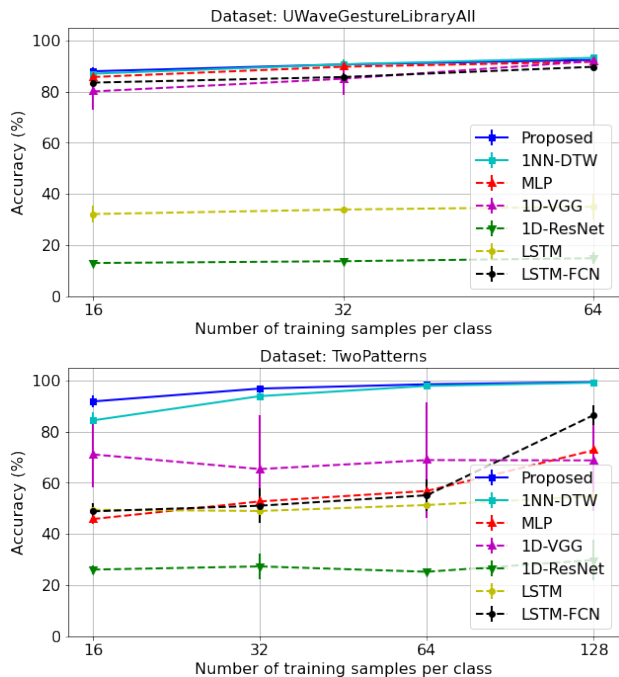 Dataset: UWaveGestureLibraryAll
100
80
60
40
20
0
Accuracy (%)
Proposed
1NN-DTW
MLP
1D-VGG
1D-ResNet
LSTM
LSTM-FCN
16 32 64
Number of training samples per class
Dataset: TwoPatterns
100
80
60
40
20
0
Accuracy (%)
Proposed
1NN-DTW
MLP
1D-VGG
1D-ResNet
LSTM
LSTM-FCN
16 32 64 128
Number of training samples per class